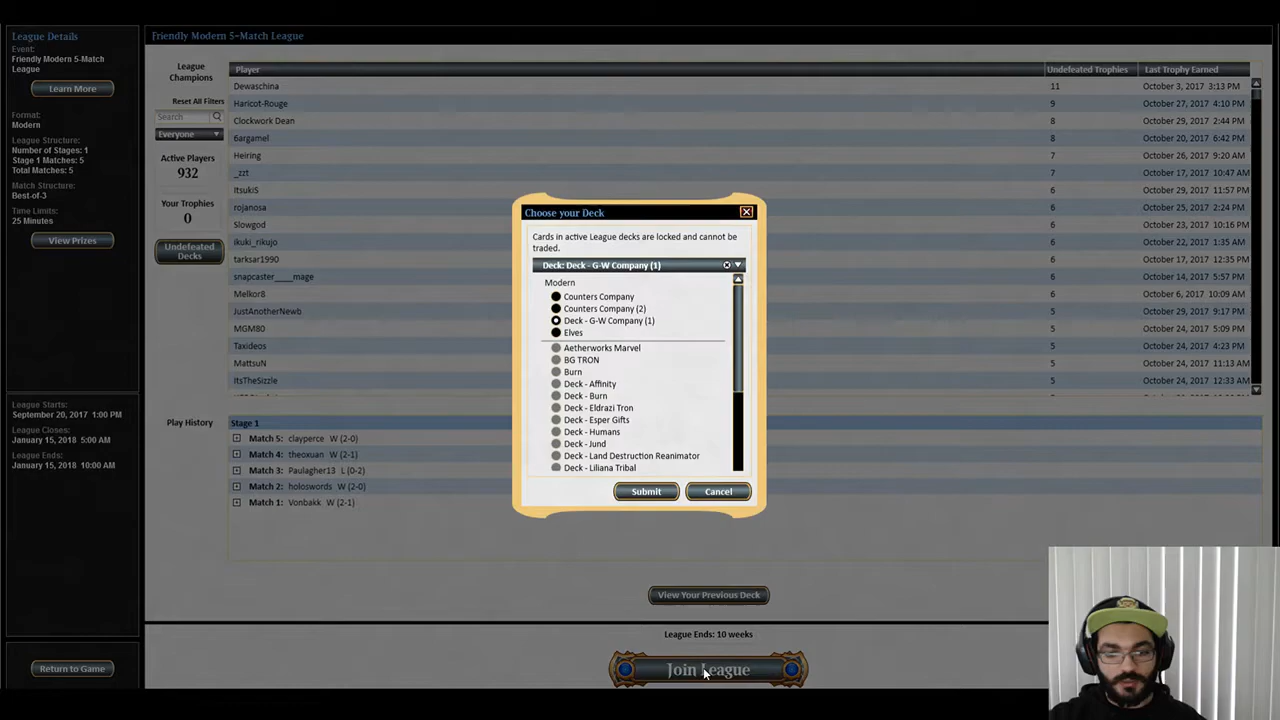 League Details
Event:
Friendly Modern 5-Match
League
Learn More
Format:
Modern
League Structure:
Number of Stages: 1
Stage 1 Matches: 5
Total Matches: 5
Match Structure:
Best-of-3
Time Limits:
25 Minutes
View Prizes
League Starts:
September 20, 2017 1:00 PM
League Closes:
January 15, 2018 5:00 AM
League Ends:
January 15, 2018 10:00 AM
Return to Game
Friendly Modern 5-Match League
League
Champions
Reset All Filters
Search
Everyone
Active Players
932
Your Trophies
0
Undefeated
Decks
Player Undefeated Trophies Last Trophy Earned
Dewaschina 11 October 3, 2017 3:13 PM
Haricot-Rouge 9 October 27, 2017 4:10 PM
Clockwork Dean 8 October 29, 2017 2:44 PM
6argamel 8 October 20, 2017 6:42 PM
Heiring 7 October 26, 2017 9:20 AM
_zzt 7 October 17, 2017 10:47 AM
ItsukiS 6 October 29, 2017 11:57 PM
rojanosa 6 October 25, 2017 2:24 PM
Slowgod 6 October 23, 2017 9:16 PM
ikuki_rikujo 6 October 22, 2017 1:35 AM
tarksar1990 6 October 29, 2017 12:45 AM
snapcaster____mage 6 October 14, 2017 5:57 PM
Melkor8 6 October 6, 2017 10:09 AM
JustAnotherNewb 5 October 29, 2017 9:17 PM
MGM80 5 October 24, 2017 5:09 PM
Taxideos 5 October 24, 2017 4:23 PM
MattsuN 5 October 24, 2017 11:13 AM
ItsTheSizzle 5 October 24, 2017 12:33 AM
Choose your Deck
Cards in active League decks are locked and cannot be
traded.
Deck: Deck - G-W Company (1)
Modern
Counters Company
Counters Company (2)
Deck - G-W Company (1)
Elves
Aetherworks Marvel
BG TRON
Burn
Deck - Affinity
Deck - Burn
Deck - Eldrazi Tron
Deck - Esper Gifts
Deck - Humans
Deck - Jund
Deck - Land Destruction Reanimator
Deck - Liliana Tribal
Submit Cancel
Play History
Stage 1
Match 5: clayperce W (2-0)
Match 4: theoxuan W (2-1)
Match 3: Paulagher13 L (0-2)
Match 2: holoswords W (2-0)
Match 1: Vonbakk W (2-1)
View Your Previous Deck
League Ends: 10 weeks
Join League